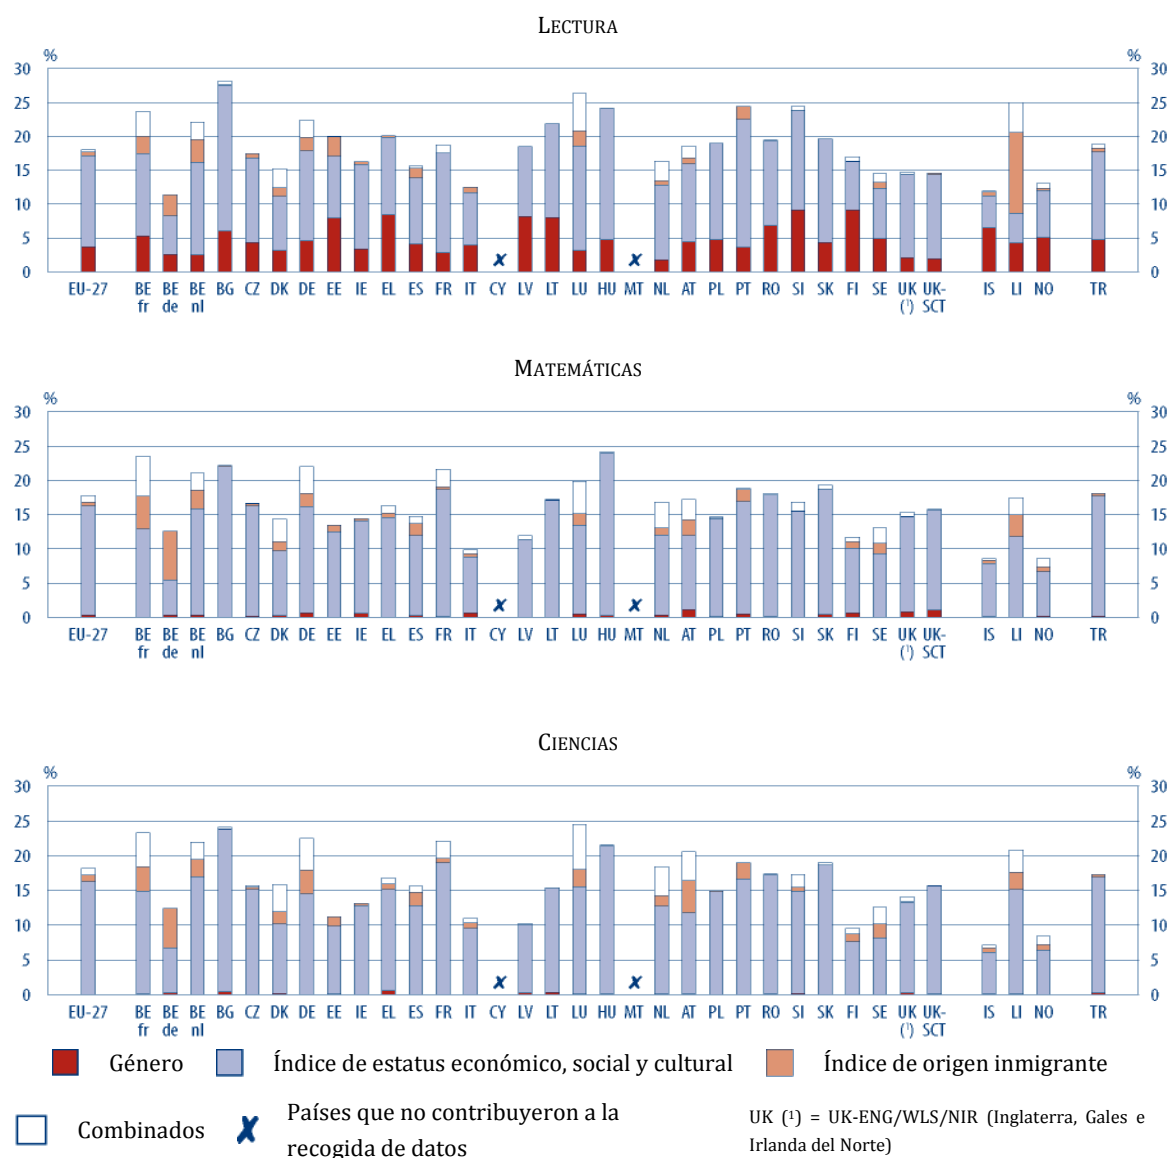 LECTURA
% %
30 30
25 25
20 20
15 15
10 10
5 5
0 0
EU-27 BE fr BE de BE nl BG CZ DK DE EE IE EL ES FR IT CY LV LT LU HU MT NL AT PL PT RO SI SK FI SE UK (¹) UK-SCT IS LI NO TR
MATEMÁTICAS
% %
30 30
25 25
20 20
15 15
10 10
5 5
0 0
EU-27 BE fr BE de BE nl BG CZ DK DE EE IE EL ES FR IT CY LV LT LU HU MT NL AT PL PT RO SI SK FI SE UK (¹) UK-SCT IS LI NO TR
CIENCIAS
% %
30 30
25 25
20 20
15 15
10 10
5 5
0 0
EU-27 BE fr BE de BE nl BG CZ DK DE EE IE EL ES FR IT CY LV LT LU HU MT NL AT PL PT RO SI SK FI SE UK (¹) UK-SCT IS LI NO TR
Género Índice de estatus económico, social y cultural Índice de origen inmigrante
Combinados
Países que no contribuyeron a la
recogida de datos
UK (¹) = UK-ENG/WLS/NIR (Inglaterra, Gales e
Irlanda del Norte)